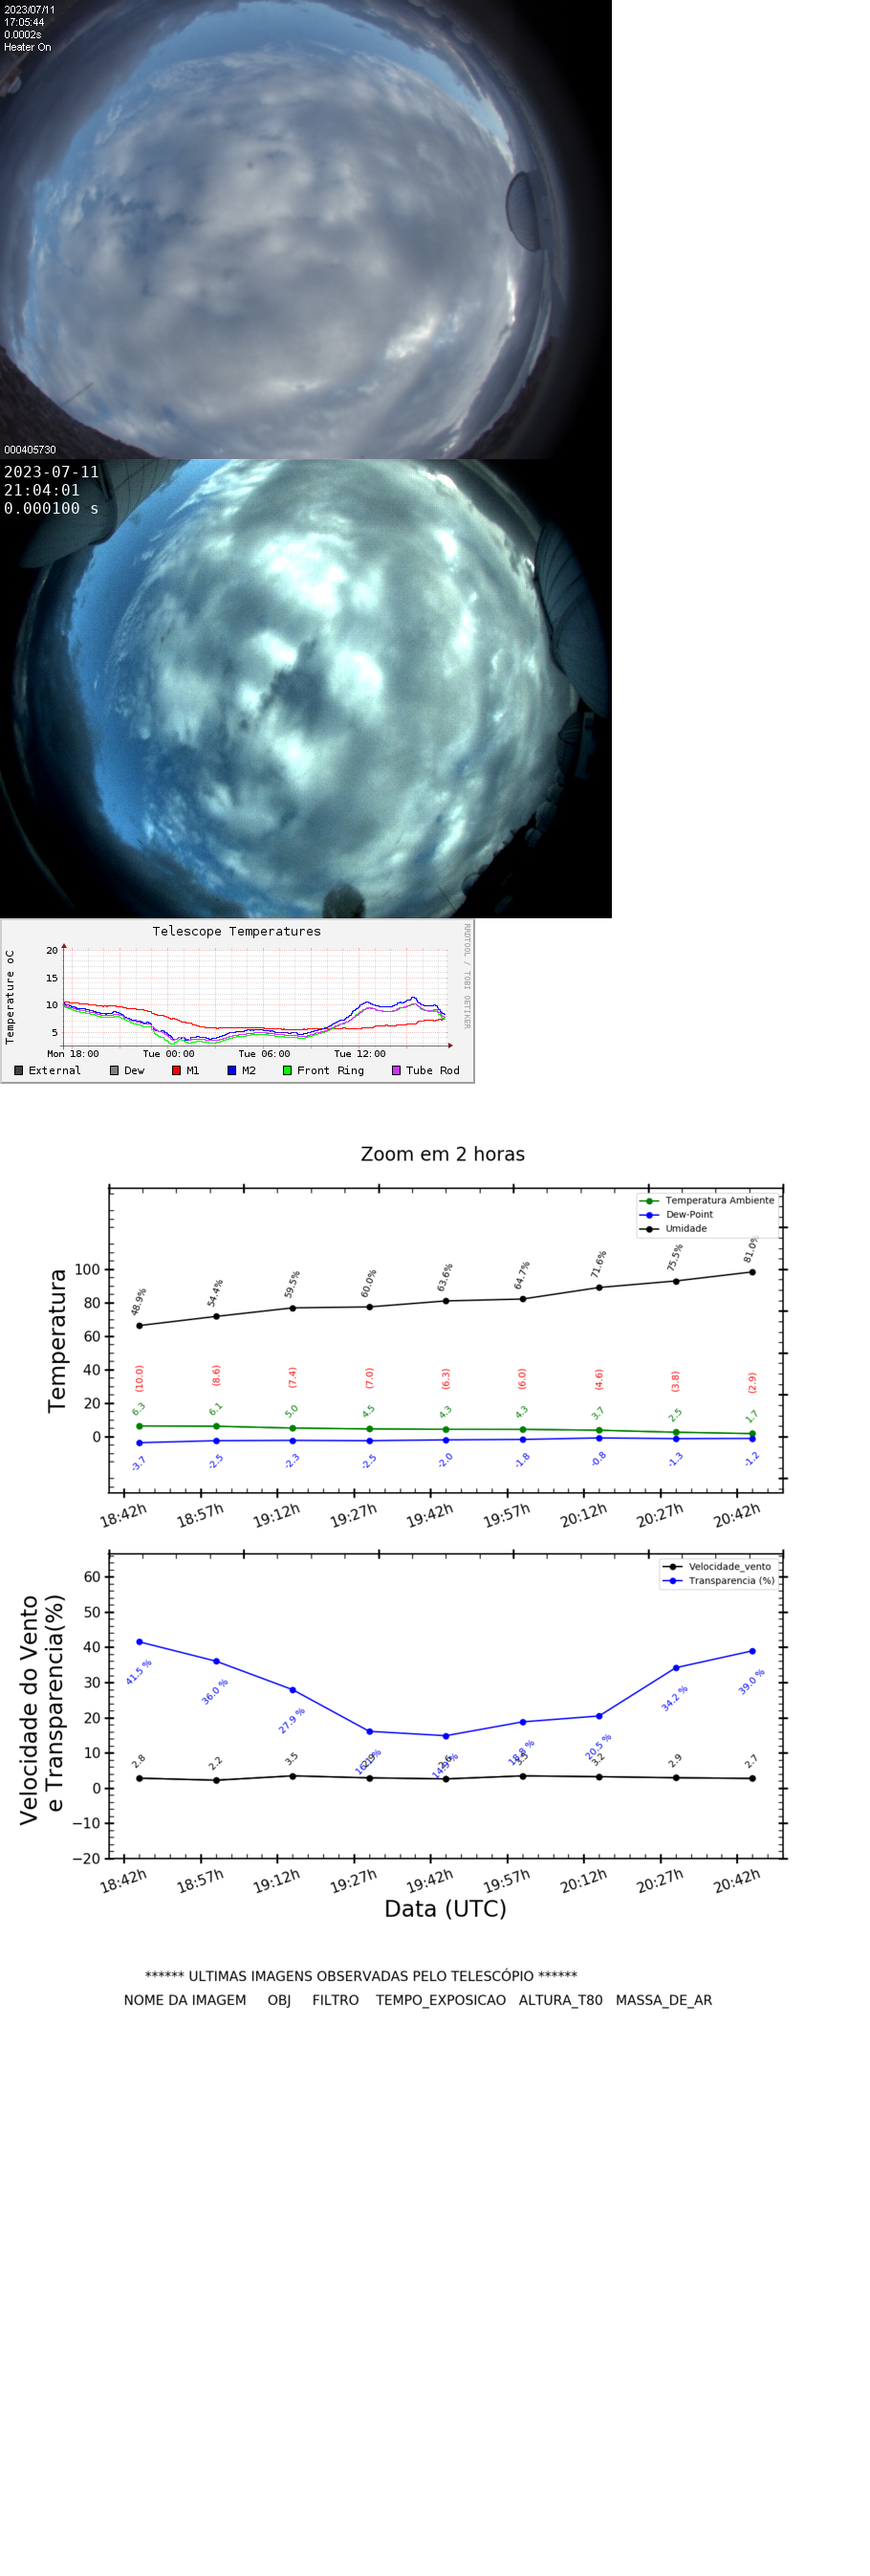 2023/07/11
17:05:44
0.0002s
Heater On
000405730
2023-07-11
21:04:01
0.000100 s
Telescope Temperatures
RRDTOOL / TOBI OETIKER
Temperature oC
20
15
10
5
Mon 18:00 Tue 00:00 Tue 06:00 Tue 12:00
External Dew M1 M2 Front Ring Tube Rod
Zoom em 2 horas
Temperatura Ambiente
Dew-Point
Umidade
Temperatura
100
80
60
40
20
0
48.9% 54.4% 59.5% 60.0% 63.6% 64.7% 71.6% 75.5% 81.0%
(10.0) (8.6) (7.4) (7.0) (6.3) (6.0) (4.6) (3.8) (2.9)
6.3 6.1 5.0 4.5 4.3 4.3 3.7 2.5 1.7
-3.7 -2.5 -2.3 -2.5 -2.0 -1.8 -0.8 -1.3 -1.2
18:42h 18:57h 19:12h 19:27h 19:42h 19:57h 20:12h 20:27h 20:42h
Velocidade_vento
Transparencia (%)
Velocidade do Vento
e Transparencia(%)
60
50
40
30
20
10
0
−10
−20
41.5 % 36.0 % 27.9 % 20.5 % 34.2 % 39.0 %
2.8 2.2 3.5 3.2 2.9 2.7
18:42h 18:57h 19:12h 19:27h 19:42h 19:57h 20:12h 20:27h 20:42h
Data (UTC)
****** ULTIMAS IMAGENS OBSERVADAS PELO TELESCÓPIO ******
NOME DA IMAGEM OBJ FILTRO TEMPO_EXPOSICAO ALTURA_T80 MASSA_DE_AR